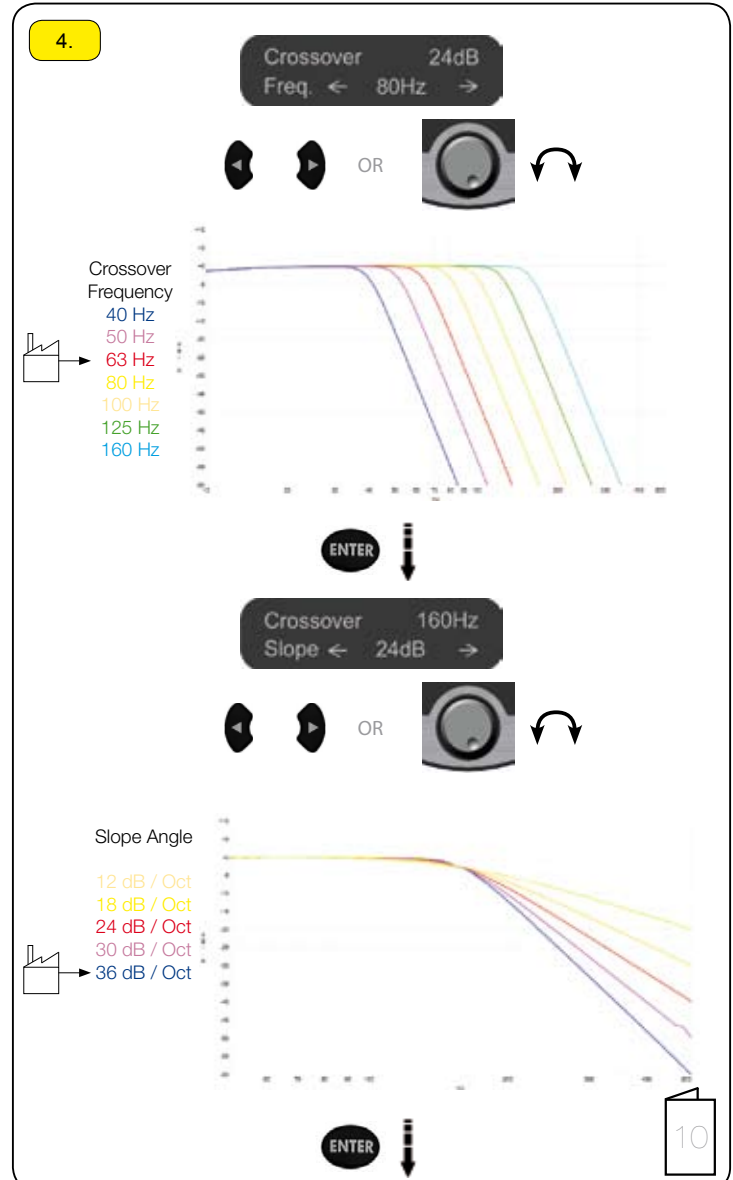 4.
Crossover 24dB
Freq. ← 80Hz →
OR
Crossover
Frequency
40 Hz
50 Hz
63 Hz
80 Hz
100 Hz
125 Hz
160 Hz
ENTER
Crossover 160Hz
Slope ← 24dB →
OR
Slope Angle
12 dB / Oct
18 dB / Oct
24 dB / Oct
30 dB / Oct
36 dB / Oct
ENTER
10